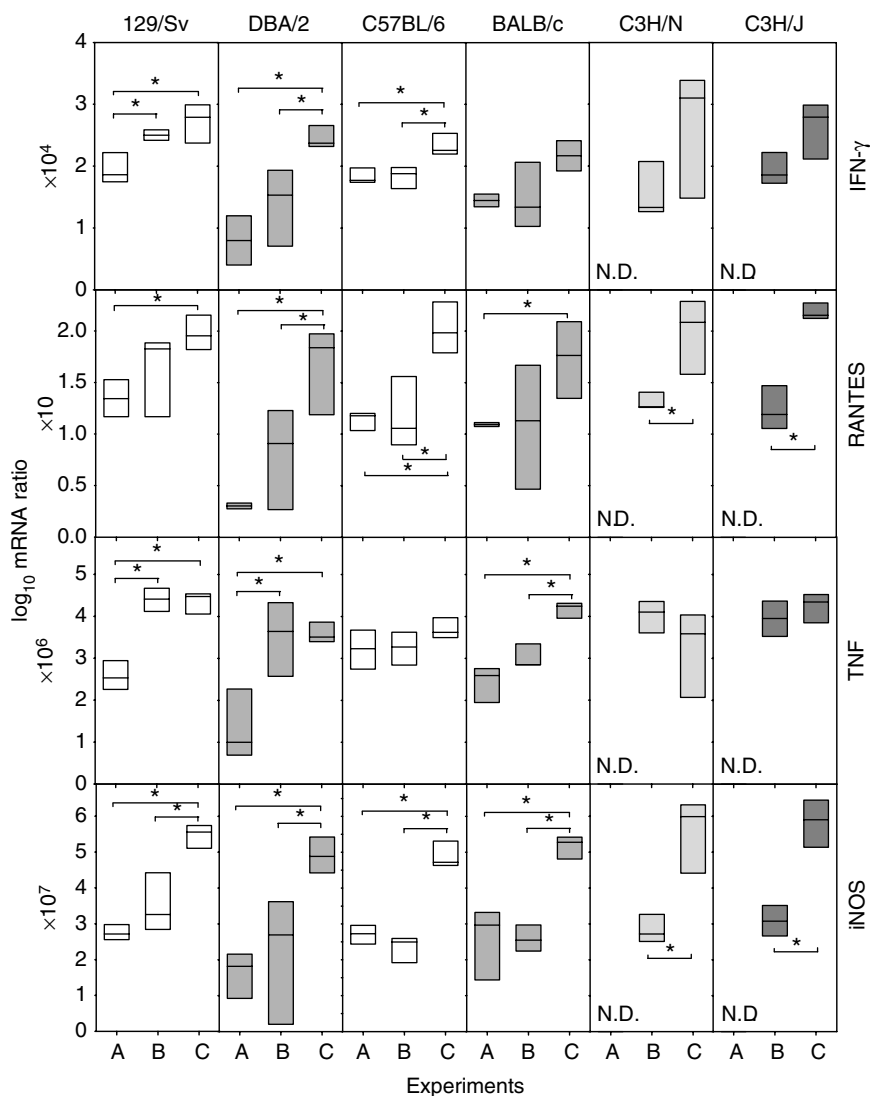 129/Sv DBA/2 C57BL/6 BALB/c C3H/N C3H/J
4
3
2
1
0
×10⁴
* * * * * *
N.D. N.D
IFN-γ
2.0
1.5
1.0
0.5
0.0
×10
* * * * * * * *
N.D. N.D.
RANTES
log₁₀ mRNA ratio
6
5
4
3
2
1
0
×10⁶
* * * * * *
N.D. N.D.
TNF
6
5
4
3
2
1
0
×10⁷
* * * * * * * * * *
N.D. N.D
iNOS
A B C A B C A B C A B C A B C A B C
Experiments